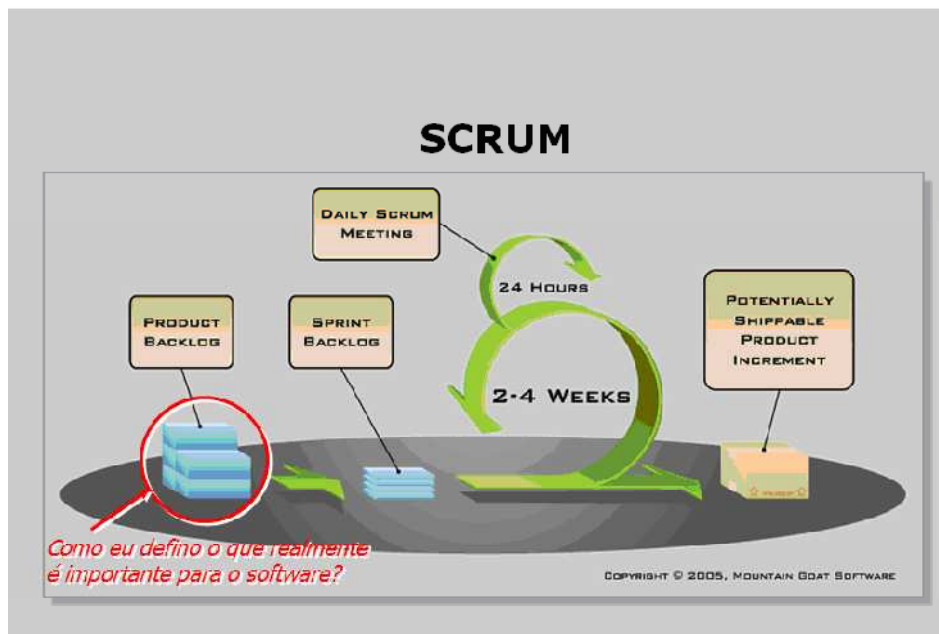 SCRUM
DAILY SCRUM
MEETING
24 HOURS
POTENTIALLY
SHIPPABLE
PRODUCT
INCREMENT
PRODUCT
BACKLOG
SPRINT
BACKLOG
2-4 WEEKS
Como eu defino o que realmente
é importante para o software?
COPYRIGHT © 2005, MOUNTAIN GOAT SOFTWARE